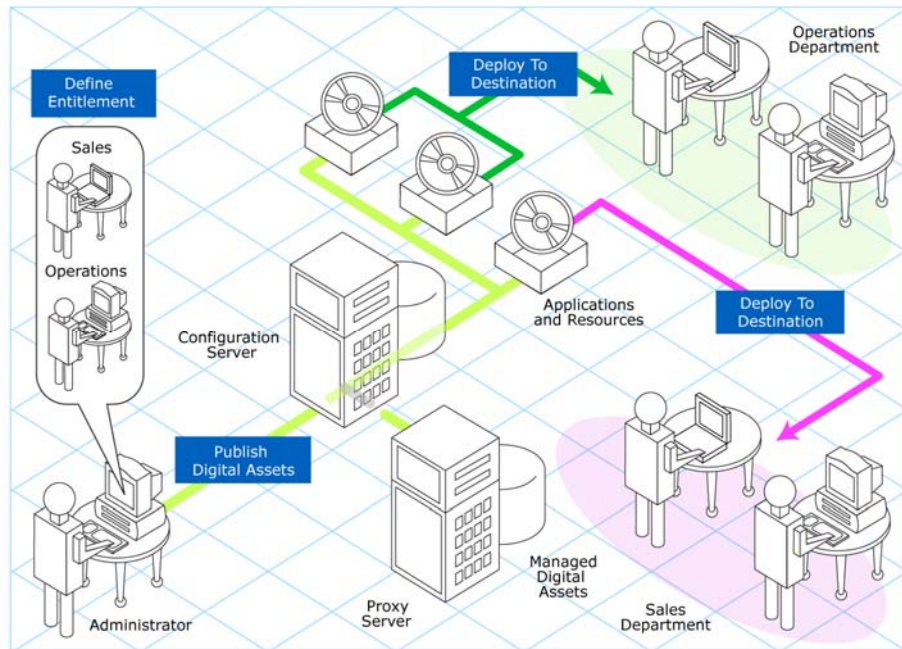 Define
Entitlement
Sales
Operations
Deploy To
Destination
Operations
Department
Configuration
Server
Applications
and Resources
Deploy To
Destination
Publish
Digital Assets
Administrator
Proxy
Server
Managed
Digital
Assets
Sales
Department